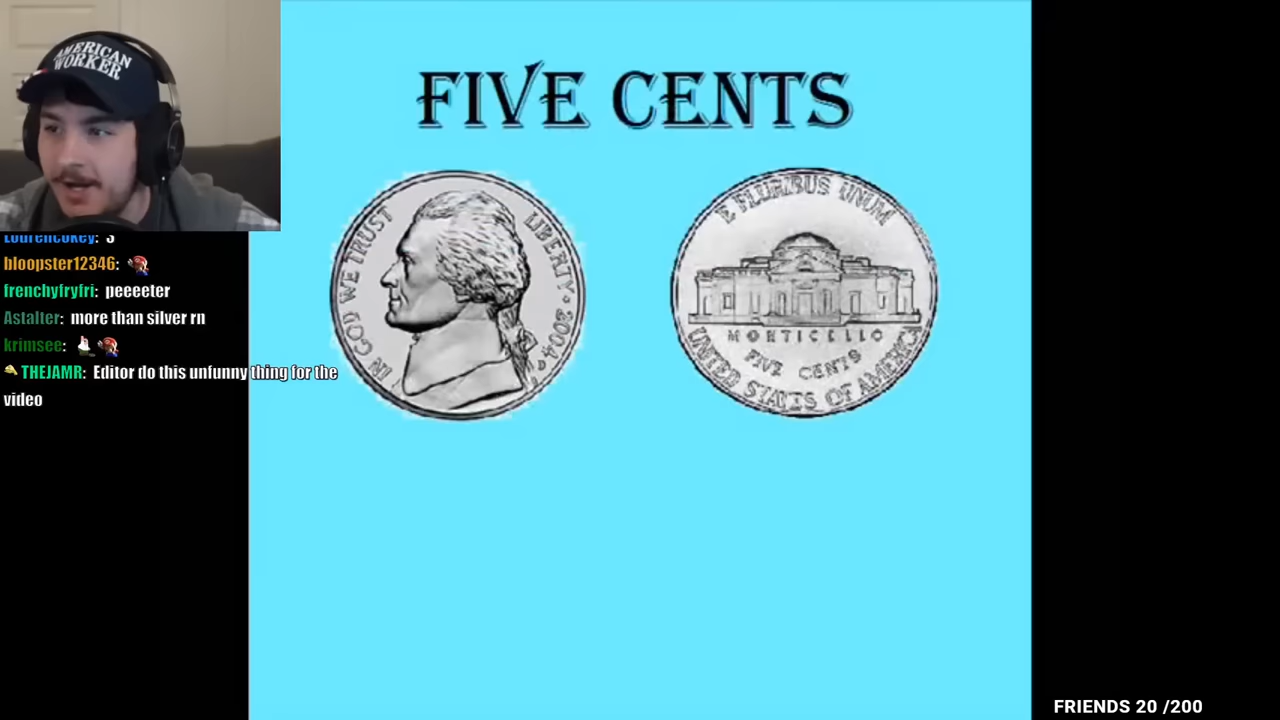 AMERICAN
WORKER
FIVE CENTS
IN GOD WE TRUST
LIBERTY · 2004
E PLURIBUS UNUM
MONTICELLO
FIVE CENTS
UNITED STATES OF AMERICA
Lourencokey: 3
bloopster12346:
frenchyfryfri: peeeeter
Astalter: more than silver rn
krimsee:
THEJAMR: Editor do this unfunny thing for the
video
FRIENDS 20 /200